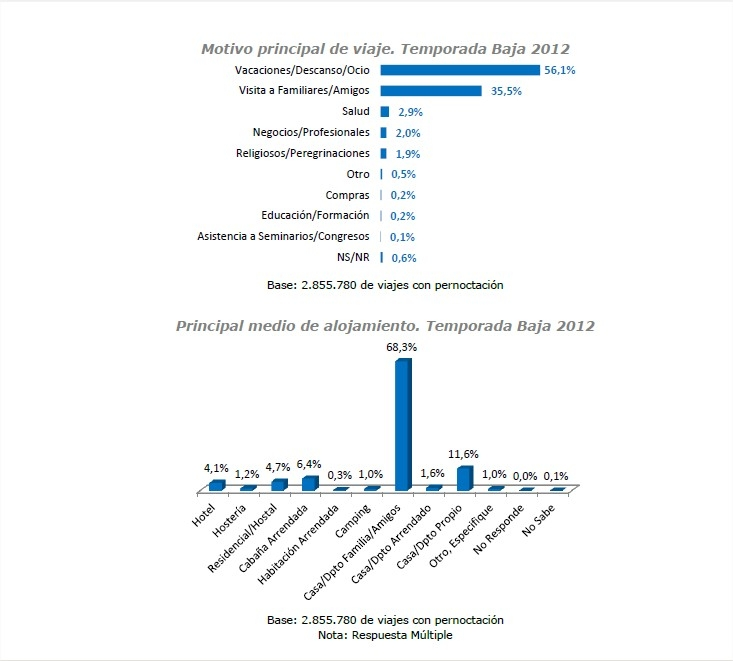 Motivo principal de viaje. Temporada Baja 2012
Vacaciones/Descanso/Ocio 56,1%
Visita a Familiares/Amigos 35,5%
Salud 2,9%
Negocios/Profesionales 2,0%
Religiosos/Peregrinaciones 1,9%
Otro 0,5%
Compras 0,2%
Educación/Formación 0,2%
Asistencia a Seminarios/Congresos 0,1%
NS/NR 0,6%
Base: 2.855.780 de viajes con pernoctación
Principal medio de alojamiento. Temporada Baja 2012
4,1% 1,2% 4,7% 6,4% 0,3% 1,0% 68,3% 1,6% 11,6% 1,0% 0,0% 0,1%
Hotel
Hostería
Residencial/Hostal
Cabaña Arrendada
Habitación Arrendada
Camping
Casa/Dpto Familia/Amigos
Casa/Dpto Arrendado
Casa/Dpto Propio
Otro, Especifique
No Responde
No Sabe
Base: 2.855.780 de viajes con pernoctación
Nota: Respuesta Múltiple